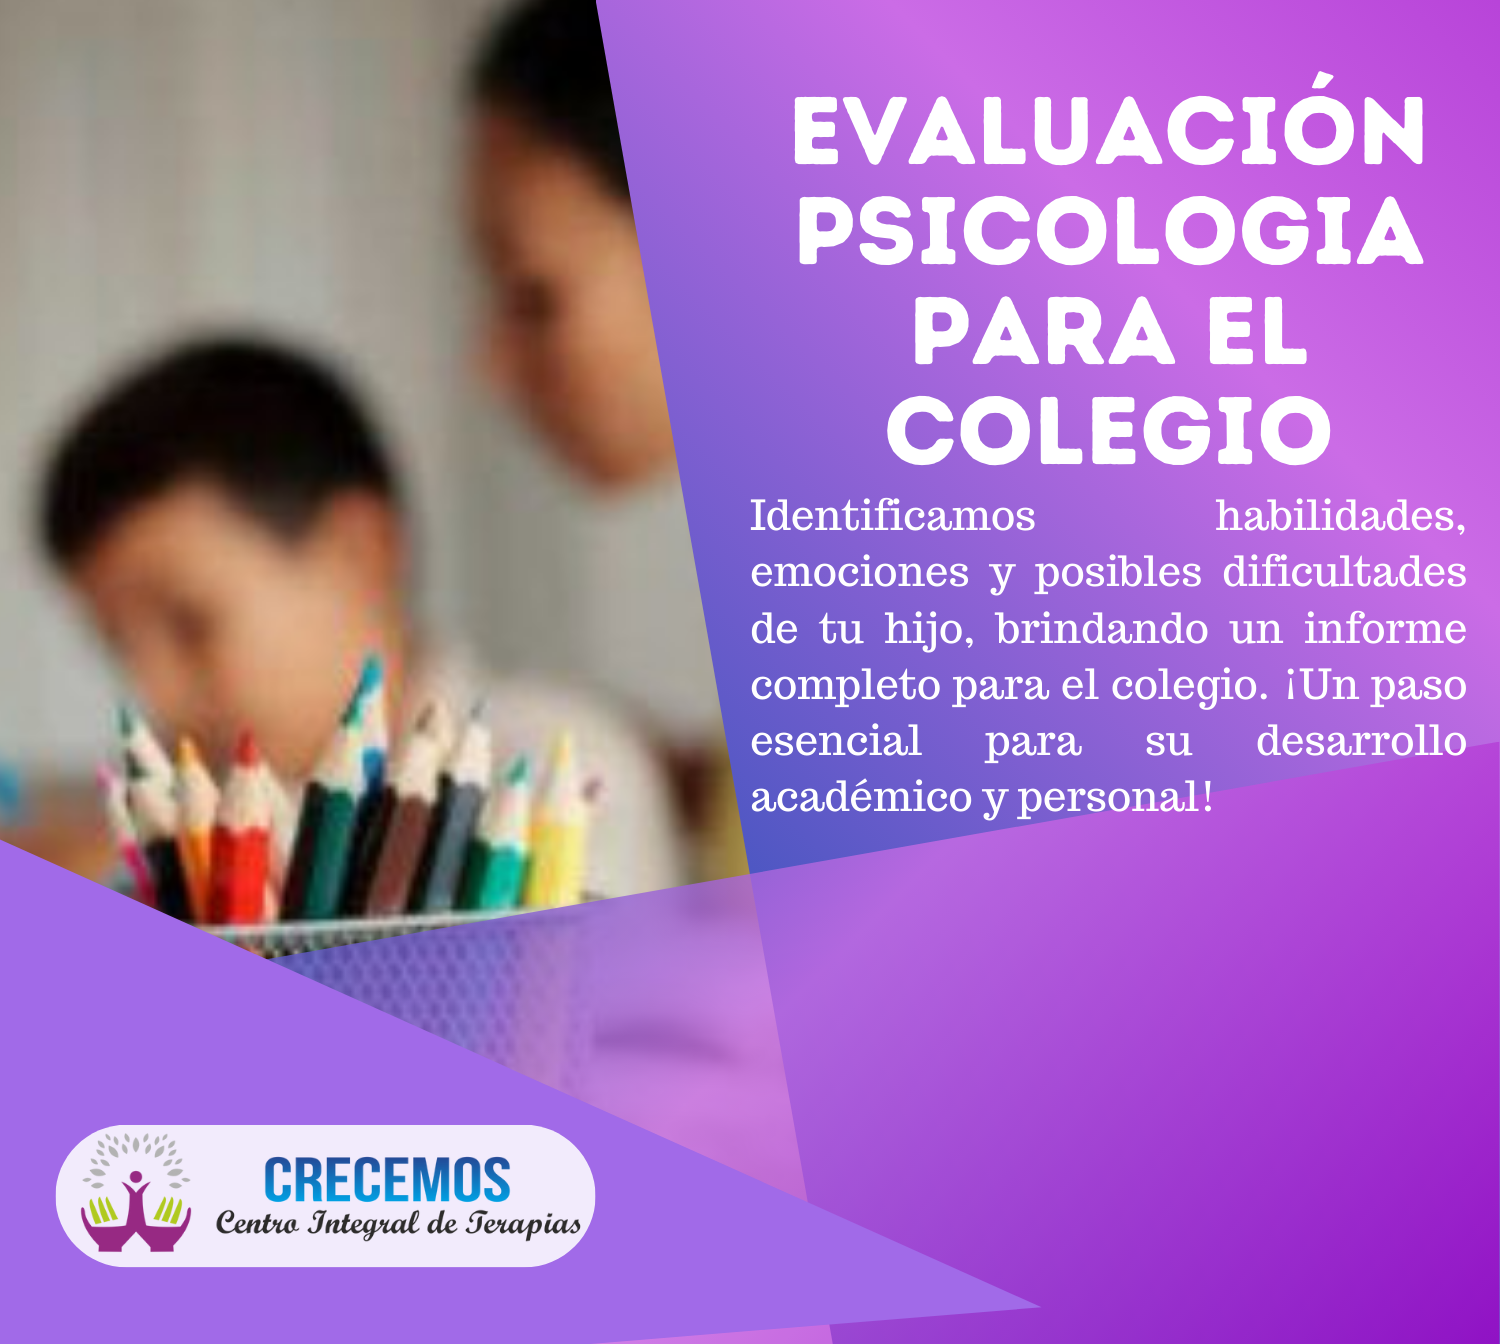 EVALUACIÓN
PSICOLOGIA
PARA EL
COLEGIO
Identificamos habilidades,
emociones y posibles dificultades
de tu hijo, brindando un informe
completo para el colegio. ¡Un paso
esencial para su desarrollo
académico y personal!
CRECEMOS
Centro Integral de Terapias